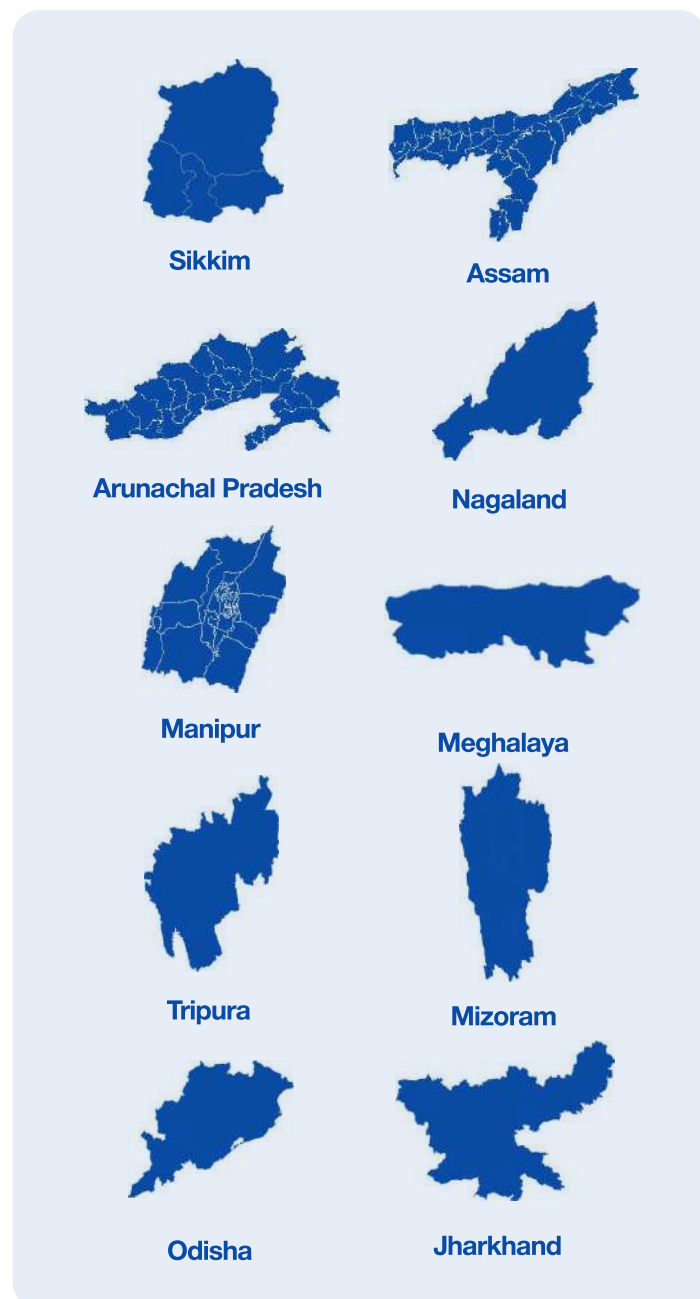 Sikkim
Assam
Arunachal Pradesh
Nagaland
Manipur
Meghalaya
Tripura
Mizoram
Odisha
Jharkhand